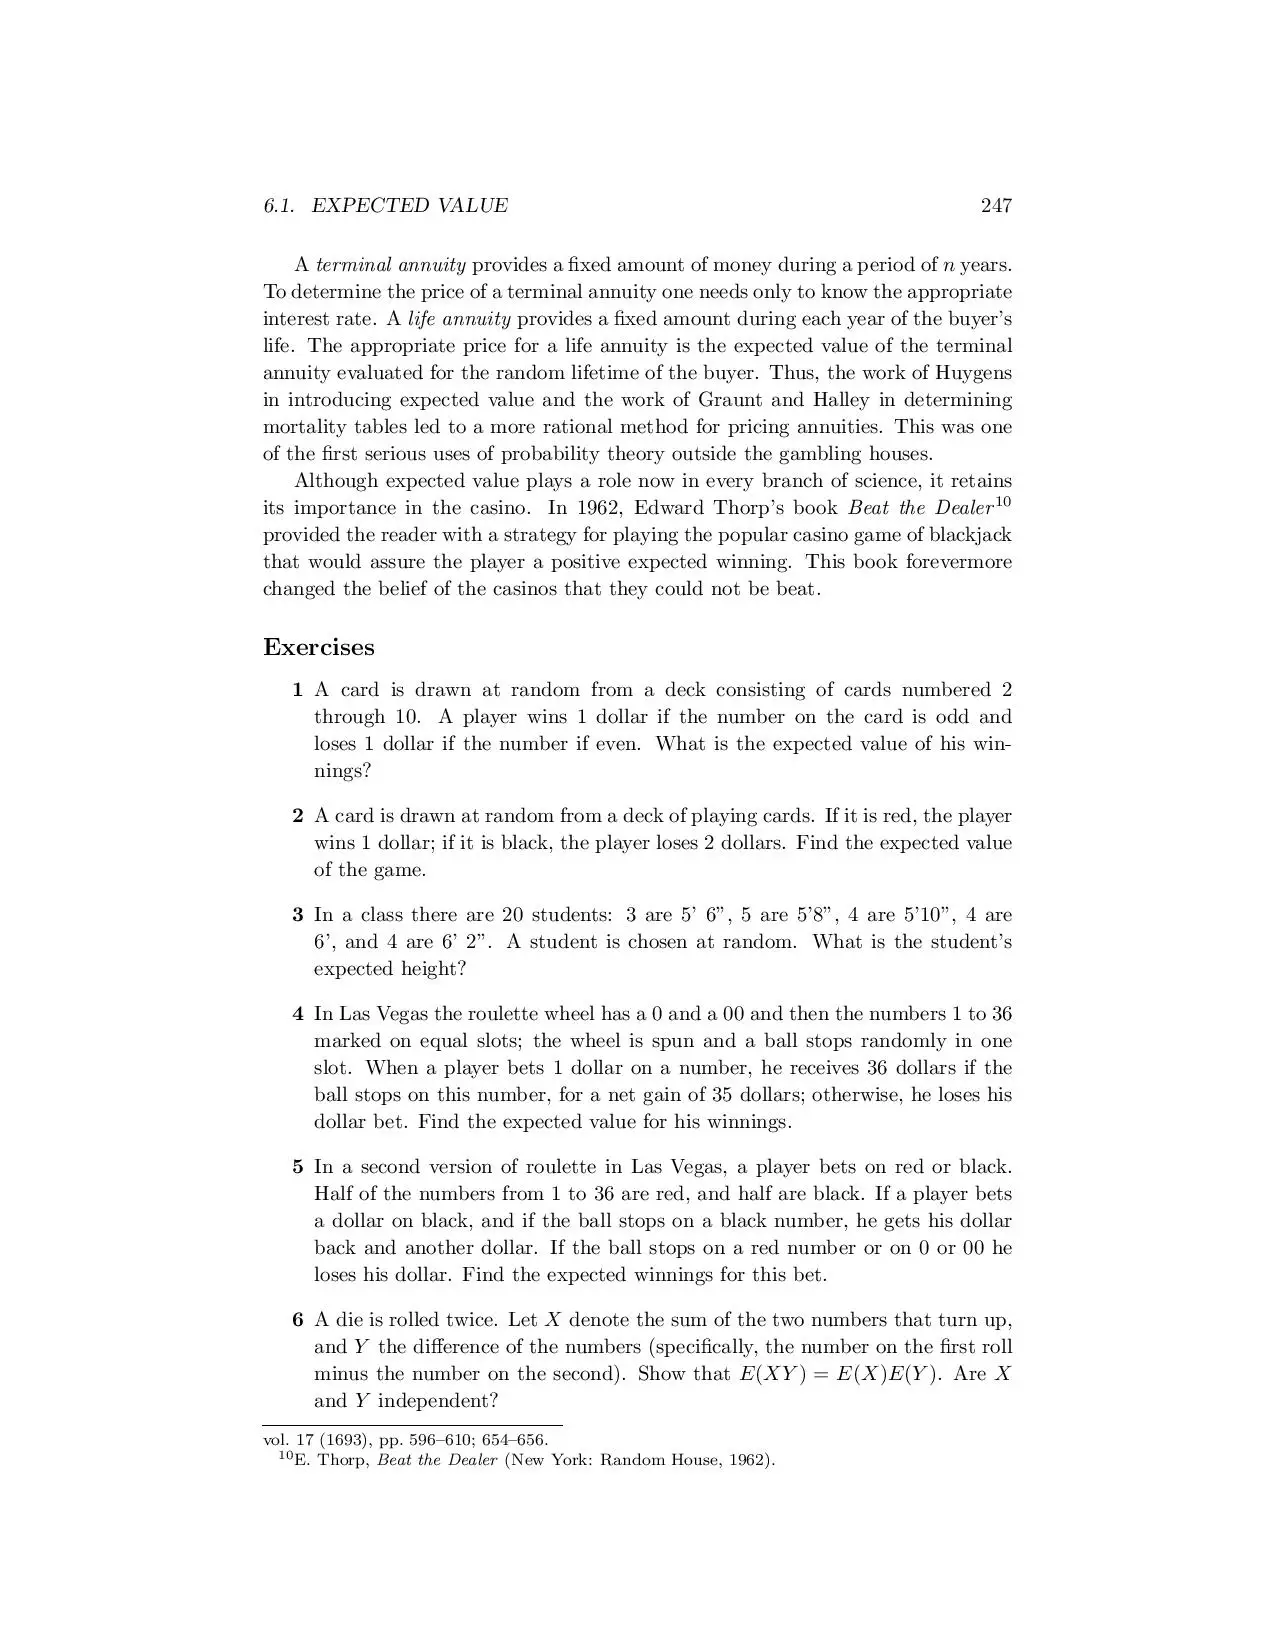 6.1. EXPECTED VALUE 247
A terminal annuity provides a fixed amount of money during a period of n years.
To determine the price of a terminal annuity one needs only to know the appropriate
interest rate. A life annuity provides a fixed amount during each year of the buyer's
life. The appropriate price for a life annuity is the expected value of the terminal
annuity evaluated for the random lifetime of the buyer. Thus, the work of Huygens
in introducing expected value and the work of Graunt and Halley in determining
mortality tables led to a more rational method for pricing annuities. This was one
of the first serious uses of probability theory outside the gambling houses.
Although expected value plays a role now in every branch of science, it retains
its importance in the casino. In 1962, Edward Thorp's book Beat the Dealer¹⁰
provided the reader with a strategy for playing the popular casino game of blackjack
that would assure the player a positive expected winning. This book forevermore
changed the belief of the casinos that they could not be beat.
Exercises
1 A card is drawn at random from a deck consisting of cards numbered 2
through 10. A player wins 1 dollar if the number on the card is odd and
loses 1 dollar if the number if even. What is the expected value of his win-
nings?
2 A card is drawn at random from a deck of playing cards. If it is red, the player
wins 1 dollar; if it is black, the player loses 2 dollars. Find the expected value
of the game.
3 In a class there are 20 students: 3 are 5' 6", 5 are 5'8", 4 are 5'10", 4 are
6', and 4 are 6' 2". A student is chosen at random. What is the student's
expected height?
4 In Las Vegas the roulette wheel has a 0 and a 00 and then the numbers 1 to 36
marked on equal slots; the wheel is spun and a ball stops randomly in one
slot. When a player bets 1 dollar on a number, he receives 36 dollars if the
ball stops on this number, for a net gain of 35 dollars; otherwise, he loses his
dollar bet. Find the expected value for his winnings.
5 In a second version of roulette in Las Vegas, a player bets on red or black.
Half of the numbers from 1 to 36 are red, and half are black. If a player bets
a dollar on black, and if the ball stops on a black number, he gets his dollar
back and another dollar. If the ball stops on a red number or on 0 or 00 he
loses his dollar. Find the expected winnings for this bet.
6 A die is rolled twice. Let X denote the sum of the two numbers that turn up,
and Y the difference of the numbers (specifically, the number on the first roll
minus the number on the second). Show that E(XY) = E(X)E(Y). Are X
and Y independent?
vol. 17 (1693), pp. 596–610; 654–656.
¹⁰E. Thorp, Beat the Dealer (New York: Random House, 1962).